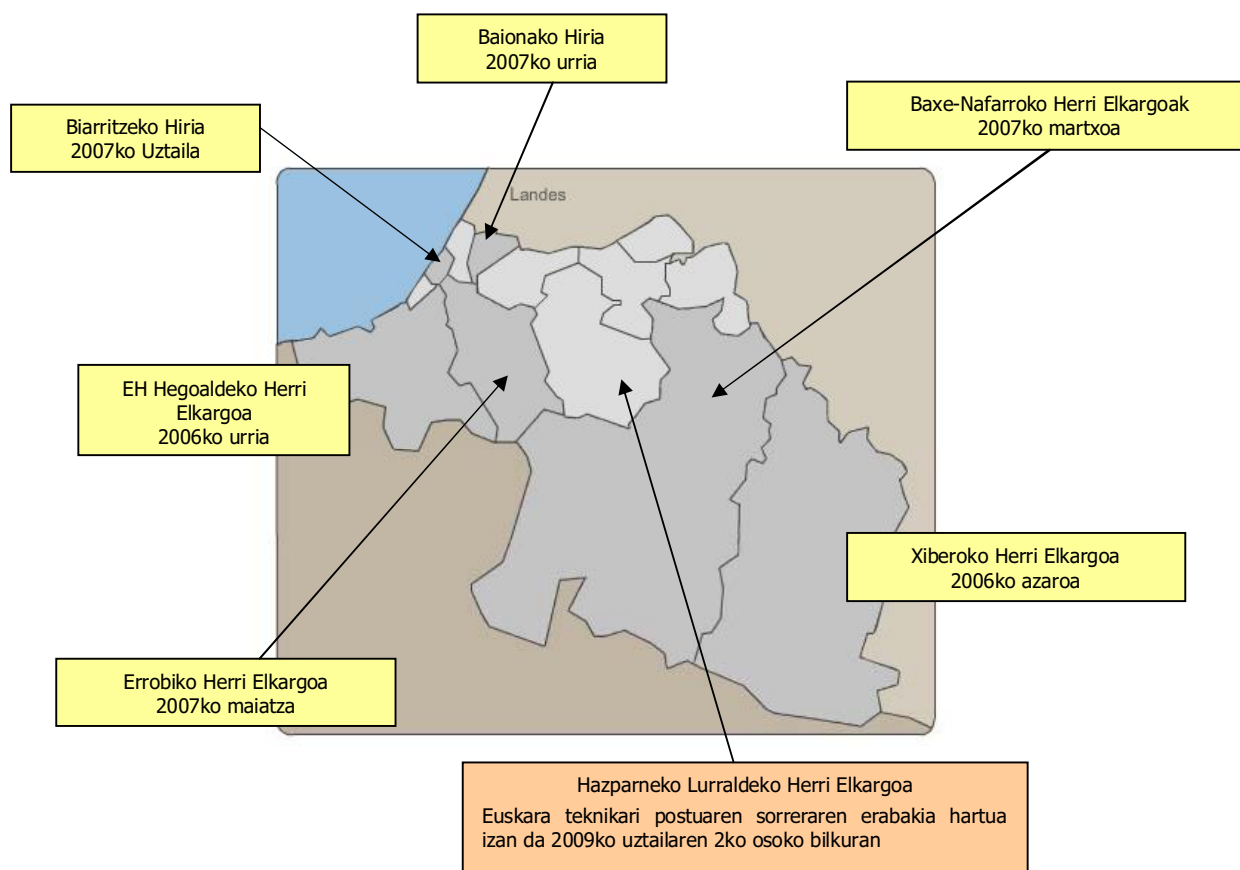 Baionako Hiria
2007ko urria
Baxe-Nafarroko Herri Elkargoak
2007ko martxoa
Biarritzeko Hiria
2007ko Uztaila
Landes
EH Hegoaldeko Herri
Elkargoa
2006ko urria
Xiberoko Herri Elkargoa
2006ko azaroa
Errobiko Herri Elkargoa
2007ko maiatza
Hazparneko Lurraldeko Herri Elkargoa
Euskara teknikari postuaren sorreraren erabakia hartua
izan da 2009ko uztailaren 2ko osoko bilkuran